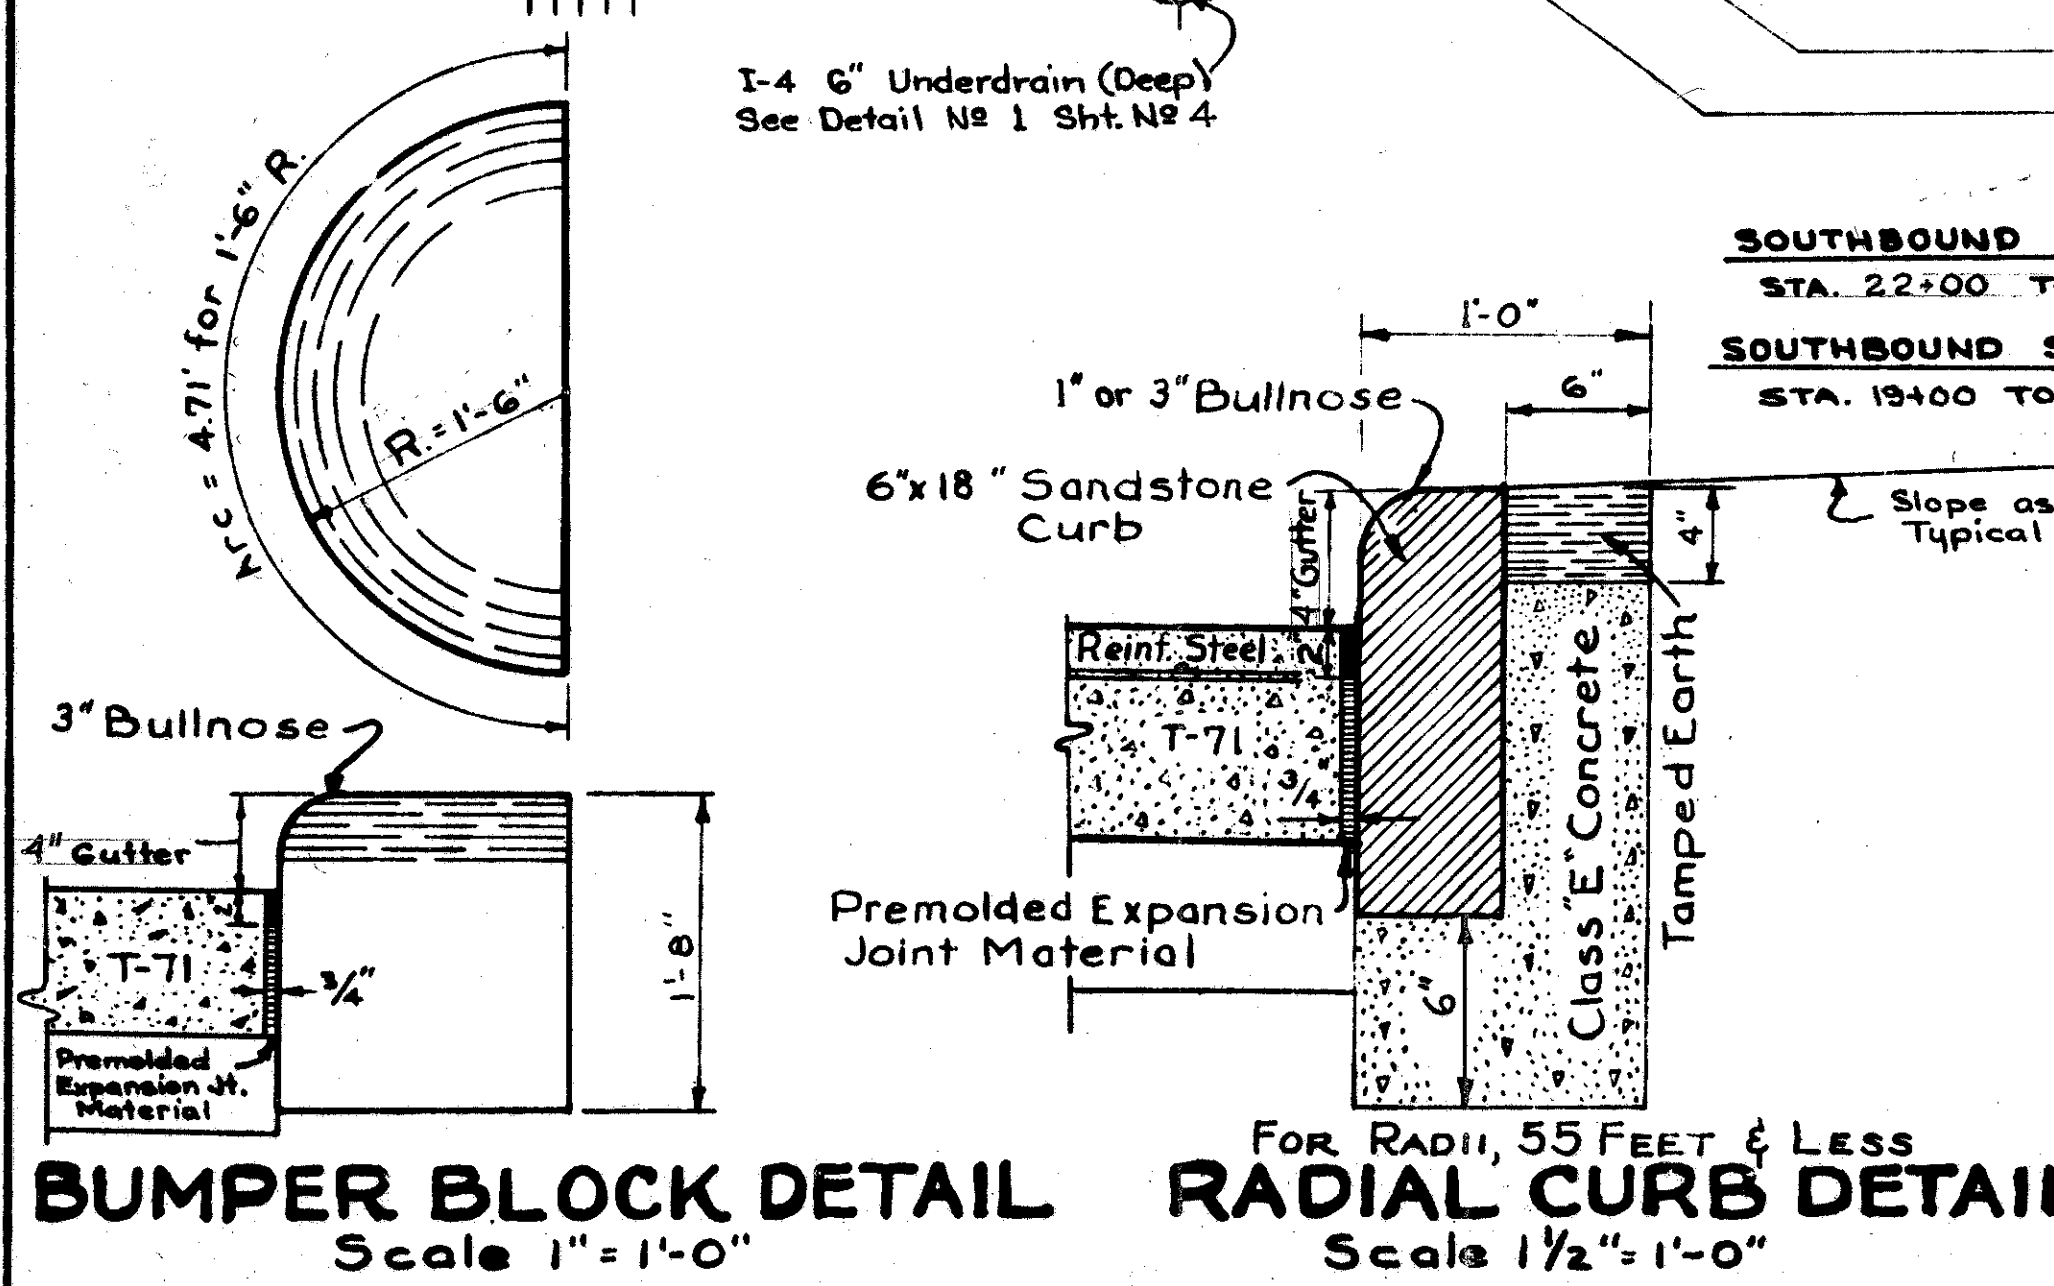 I-4 6" Underdrain (Deep)
See Detail Nº 1 Sht. Nº 4
Arc = 4.71' for 1'-6" R.
R. = 1'-6"
3" Bullnose
4" Gutter
2"
T-71
3/4"
1'-8"
Premolded
Expansion Jt.
Material
BUMPER BLOCK DETAIL
Scale 1" = 1'-0"
SOUTHBOUND
STA. 22+00 T
SOUTHBOUND S
STA. 19+00 TO
1'-0"
6"
1" or 3" Bullnose
6"x18" Sandstone
Curb
4" Gutter
4"
Slope as
Typical
Reinf. Steel
2"
T-71
3/4"
Class "E" Concrete
Tamped Earth
Premolded Expansion
Joint Material
6"
FOR RADII, 55 FEET & LESS
RADIAL CURB DETAIL
Scale 1 1/2" = 1'-0"